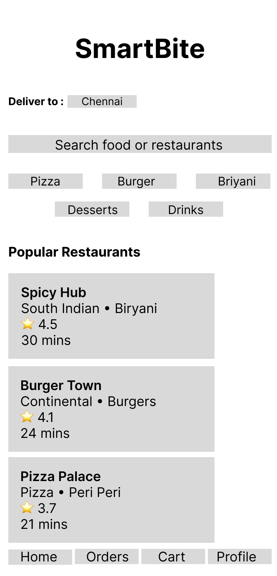 SmartBite
Deliver to : Chennai
Search food or restaurants
Pizza Burger Briyani
Desserts Drinks
Popular Restaurants
Spicy Hub
South Indian • Biryani
⭐ 4.5
30 mins
Burger Town
Continental • Burgers
⭐ 4.1
24 mins
Pizza Palace
Pizza • Peri Peri
⭐ 3.7
21 mins
Home Orders Cart Profile